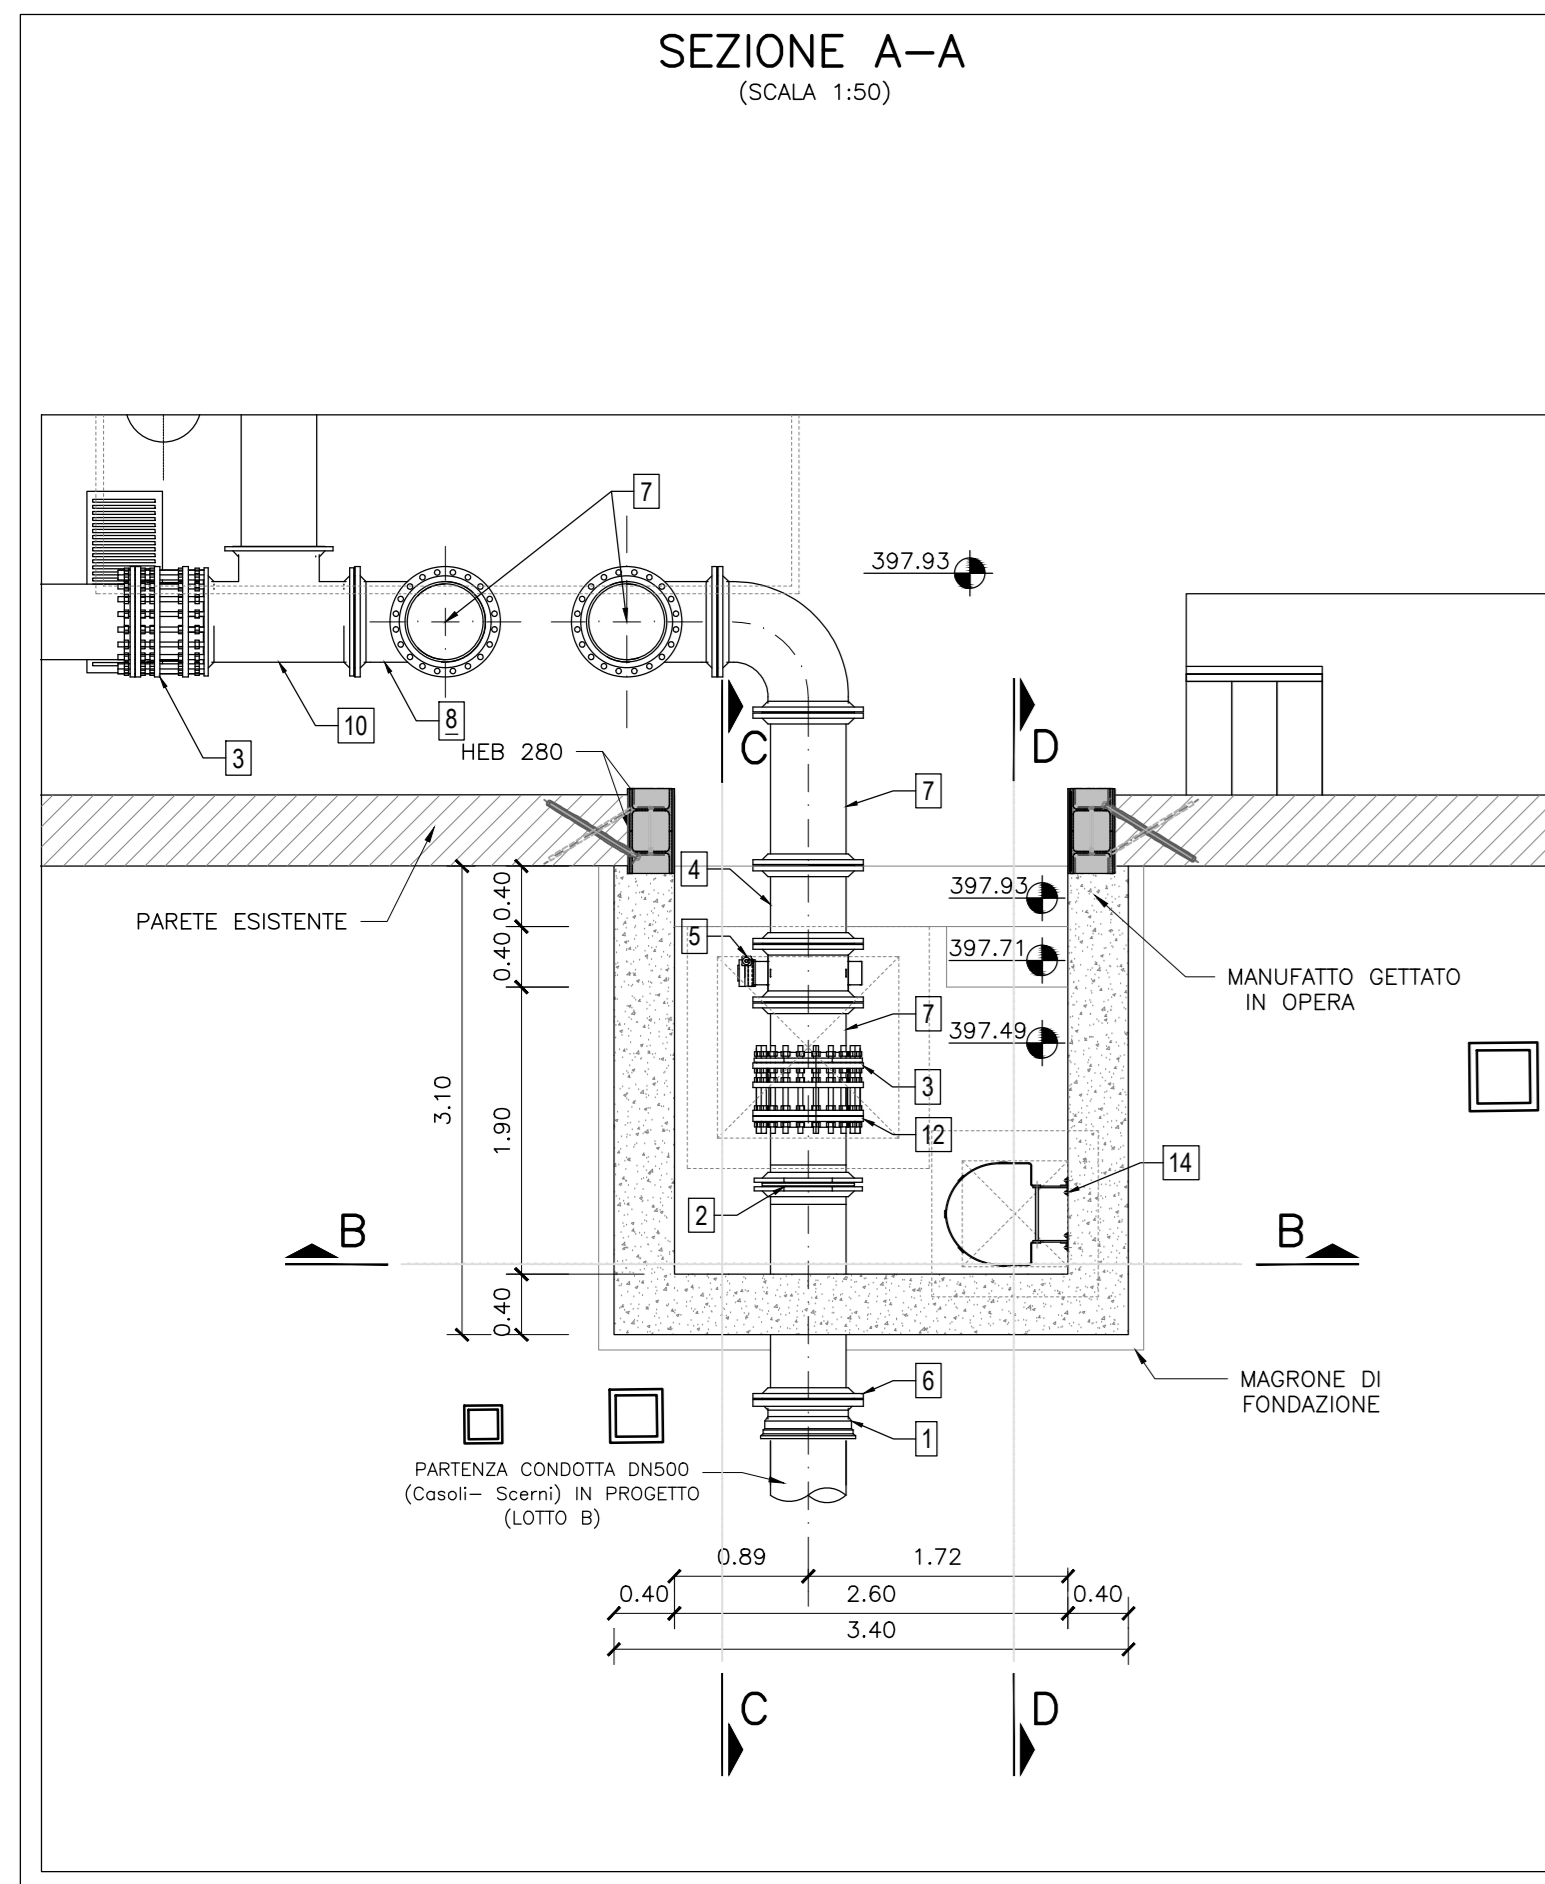 SEZIONE A-A
(SCALA 1:50)
7
397.93
10
8
3
HEB 280
C
D
7
4
0.40
397.93
PARETE ESISTENTE
5
0.40
397.71
MANUFATTO GETTATO
IN OPERA
7
397.49
3
3.10
1.90
12
14
2
B
B
0.40
6
MAGRONE DI
FONDAZIONE
1
PARTENZA CONDOTTA DN500
(Casoli- Scerni) IN PROGETTO
(LOTTO B)
0.89
1.72
0.40
2.60
0.40
3.40
C
D